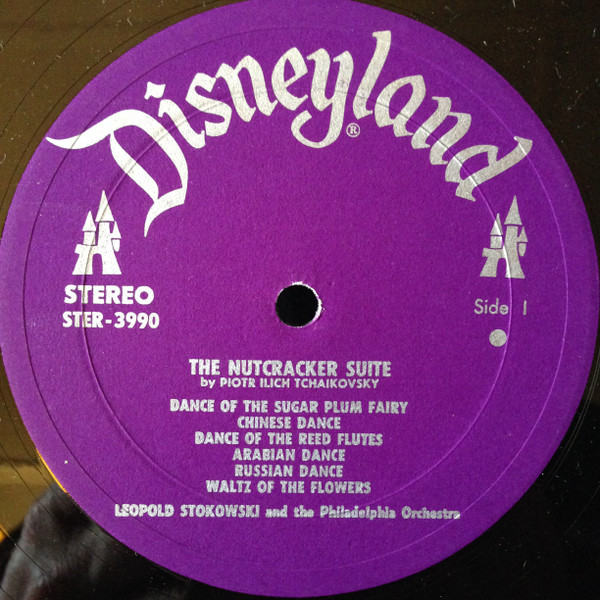 Disneyland®
STEREO
STER-3990
Side 1
THE NUTCRACKER SUITE
by PIOTR ILICH TCHAIKOVSKY
DANCE OF THE SUGAR PLUM FAIRY
CHINESE DANCE
DANCE OF THE REED FLUTES
ARABIAN DANCE
RUSSIAN DANCE
WALTZ OF THE FLOWERS
LEOPOLD STOKOWSKI and the Philadelphia Orchestra